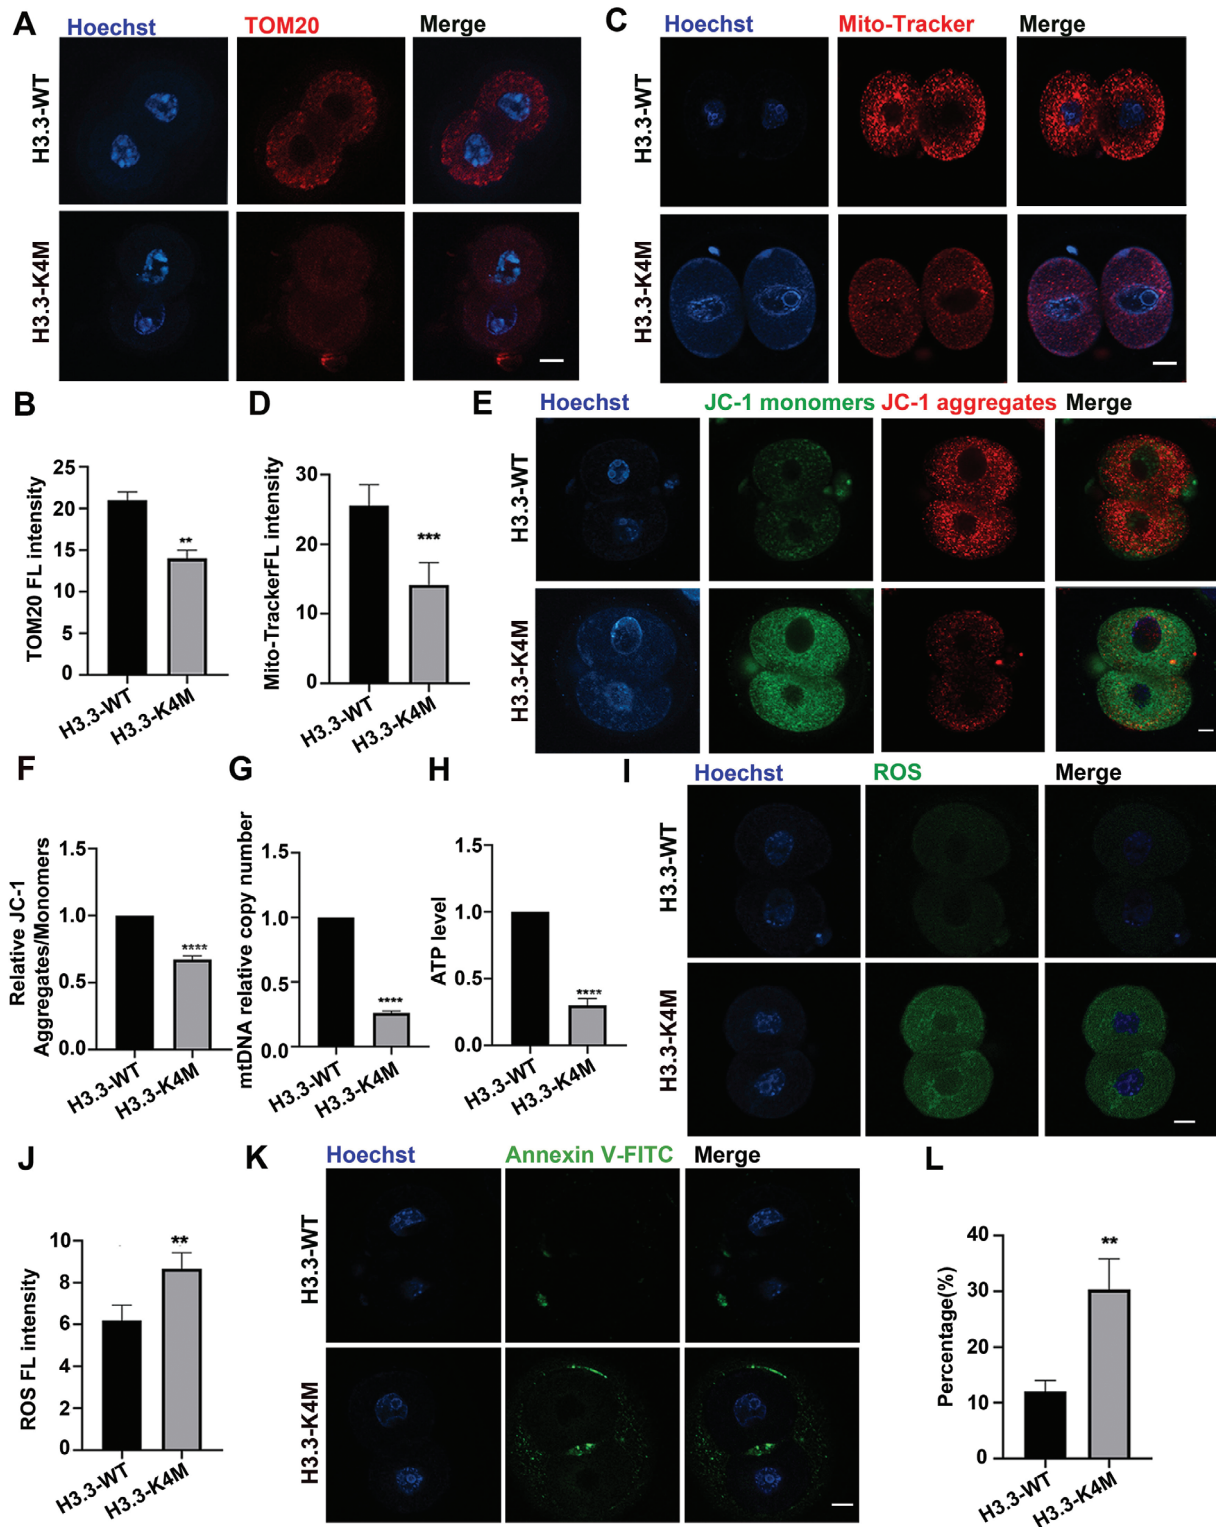 A
Hoechst TOM20 Merge
H3.3-WT
H3.3-K4M
C
Hoechst Mito-Tracker Merge
H3.3-WT
H3.3-K4M
B
TOM20 FL intensity
25
20
15
10
5
0
**
H3.3-WT
H3.3-K4M
D
Mito-TrackerFL intensity
30
20
10
0
***
H3.3-WT
H3.3-K4M
E
Hoechst JC-1 monomers JC-1 aggregates Merge
H3.3-WT
H3.3-K4M
F
Relative JC-1
Aggregates/Monomers
1.5
1.0
0.5
0.0
****
H3.3-WT
H3.3-K4M
G
mtDNA relative copy number
1.5
1.0
0.5
0.0
****
H3.3-WT
H3.3-K4M
H
ATP level
1.5
1.0
0.5
0.0
****
H3.3-WT
H3.3-K4M
I
Hoechst ROS Merge
H3.3-WT
H3.3-K4M
J
ROS FL intensity
10
8
6
4
2
0
**
H3.3-WT
H3.3-K4M
K
Hoechst Annexin V-FITC Merge
H3.3-WT
H3.3-K4M
L
Percentage(%)
40
30
20
10
0
**
H3.3-WT
H3.3-K4M